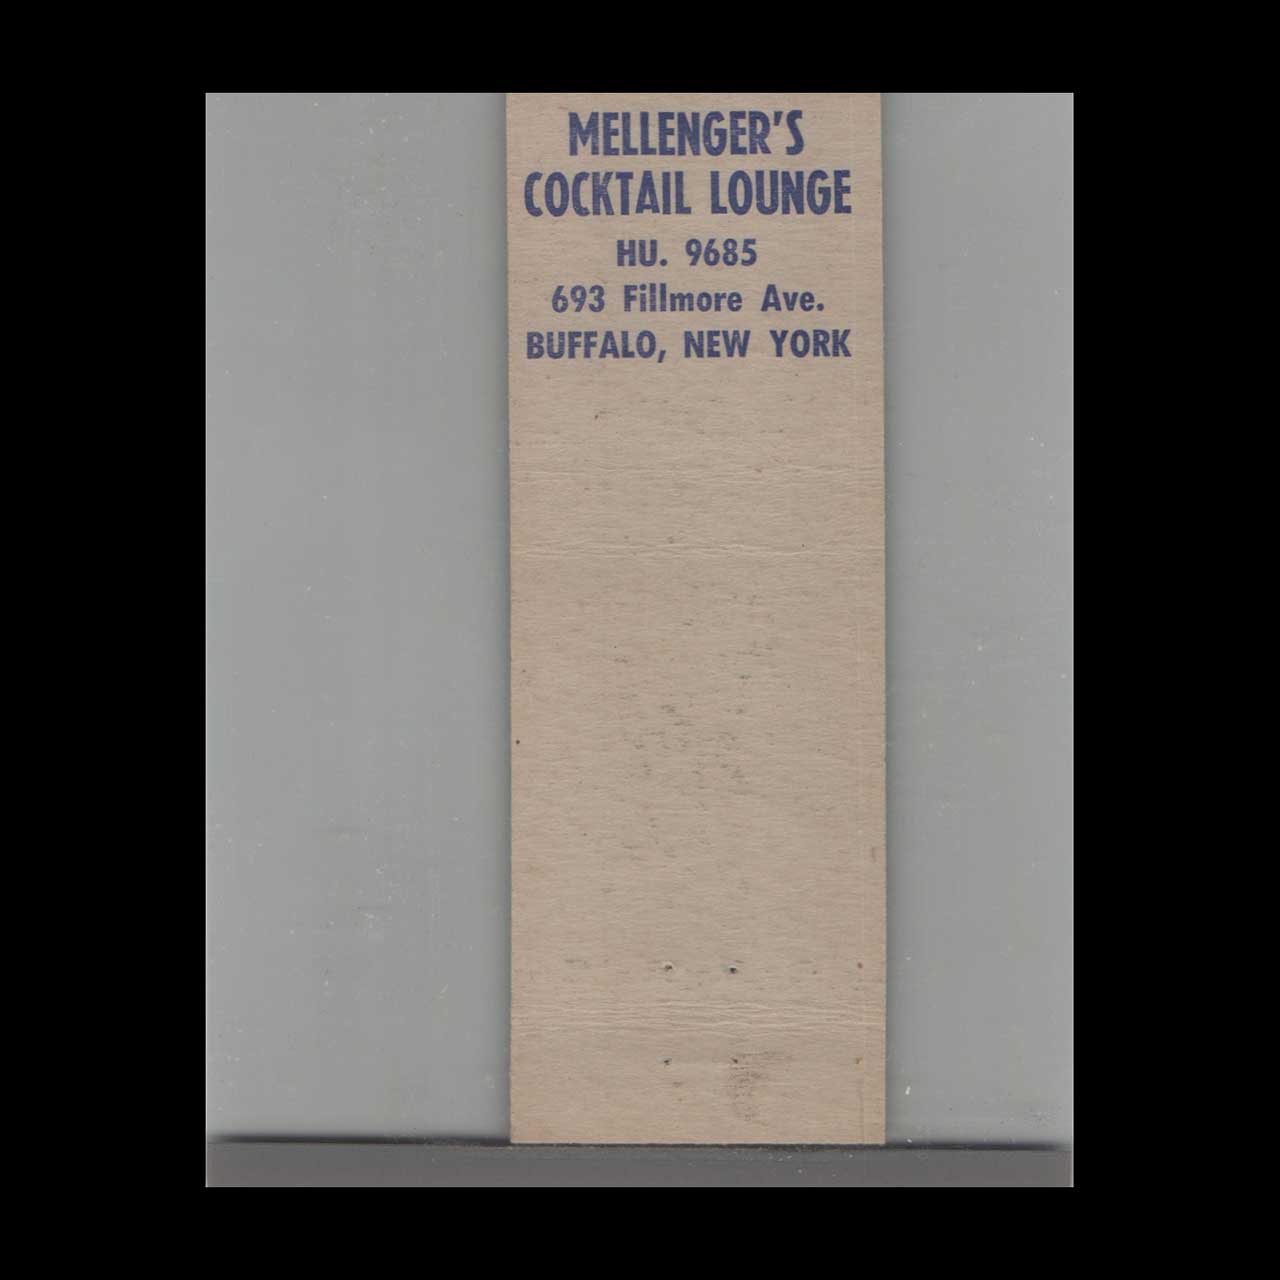 MELLENGER'S
COCKTAIL LOUNGE
HU. 9685
693 Fillmore Ave.
BUFFALO, NEW YORK